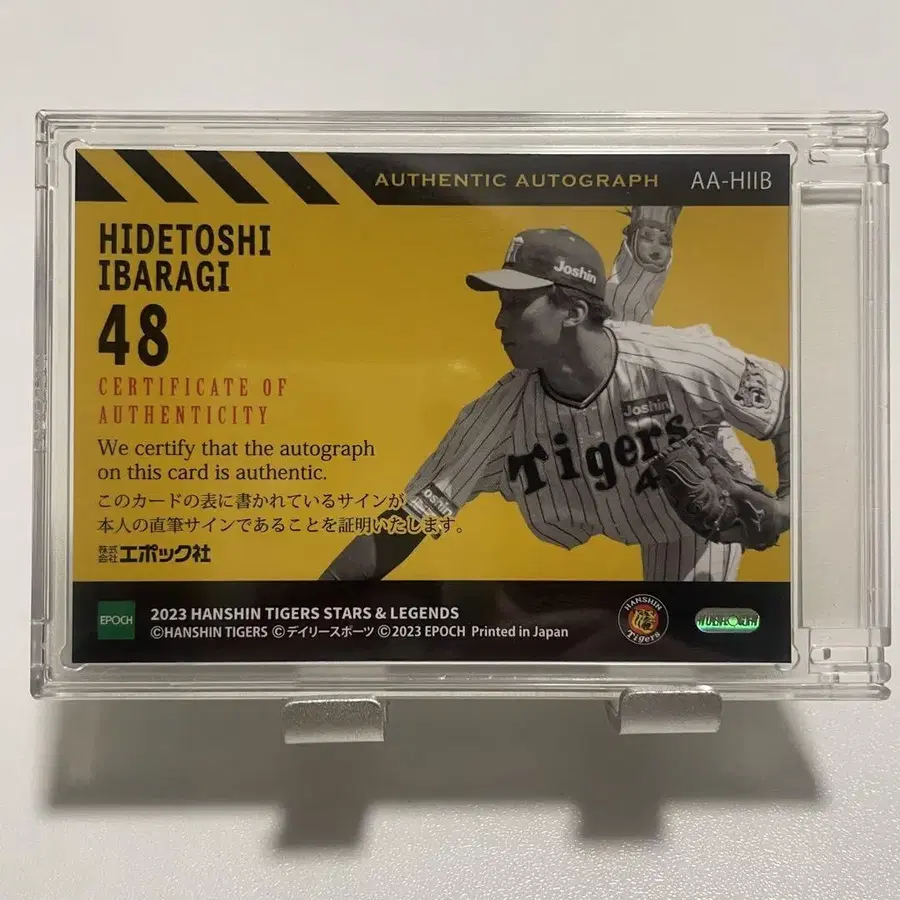 AUTHENTIC AUTOGRAPH AA-HIIB
HIDETOSHI
IBARAGI
48
CERTIFICATE OF
AUTHENTICITY
We certify that the autograph
on this card is authentic.
このカードの表に書かれているサインが
本人の直筆サインであることを証明いたします。
株式会社エポック社
Joshin
Joshin
Tigers
Joshin
EPOCH
2023 HANSHIN TIGERS STARS & LEGENDS
©HANSHIN TIGERS ©デイリースポーツ ©2023 EPOCH Printed in Japan
HANSHIN
Tigers